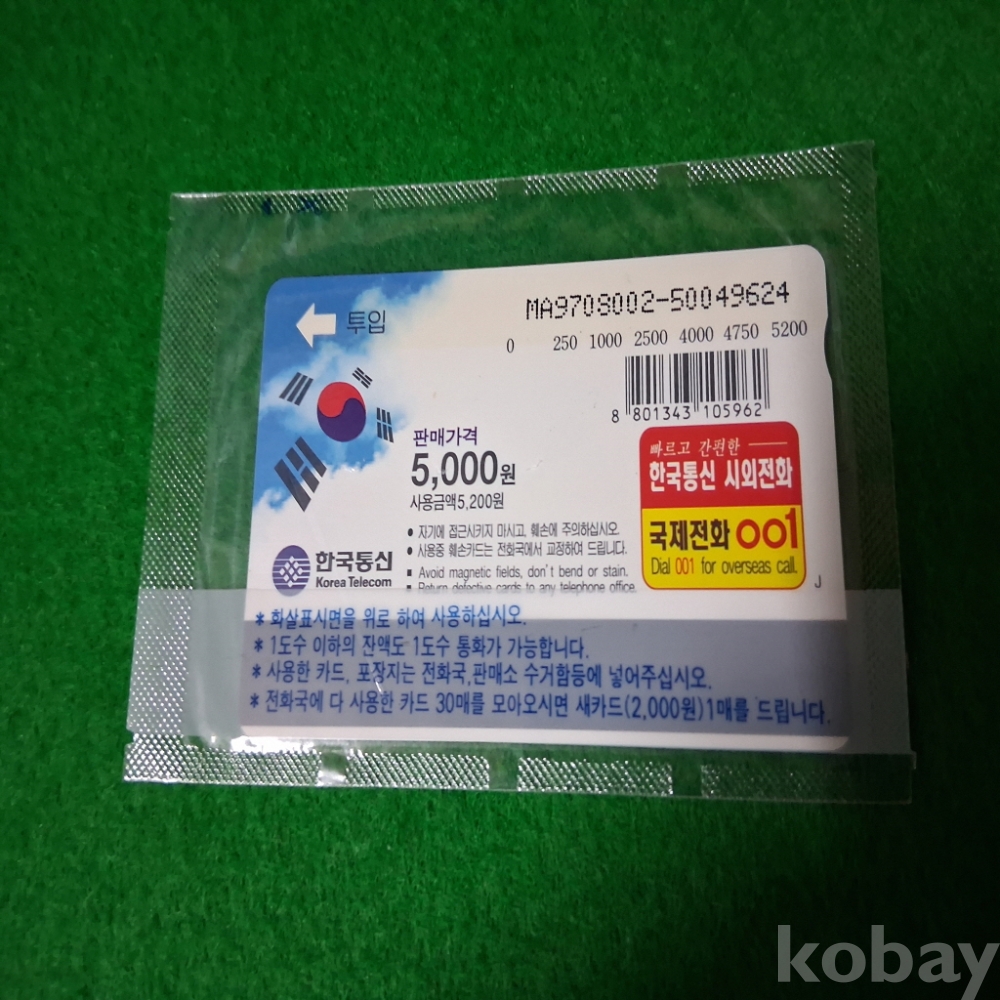 MA9708002-50049624
투입
0 250 1000 2500 4000 4750 5200
8 801343 105962
판매가격
5,000원
사용금액5,200원
빠르고 간편한
한국통신 시외전화
국제전화 001
Dial 001 for overseas call.
● 자기에 접근시키지 마시고, 훼손에 주의하십시오.
● 사용중 훼손카드는 전화국에서 교정하여 드립니다.
■ Avoid magnetic fields, don't bend or stain.
■ Return defective cards to any telephone office.
한국통신
Korea Telecom
J
* 화살표시면을 위로 하여 사용하십시오.
* 1도수 이하의 잔액도 1도수 통화가 가능합니다.
* 사용한 카드, 포장지는 전화국,판매소 수거함등에 넣어주십시오.
* 전화국에 다 사용한 카드 30매를 모아오시면 새카드(2,000원)1매를 드립니다.
kobay